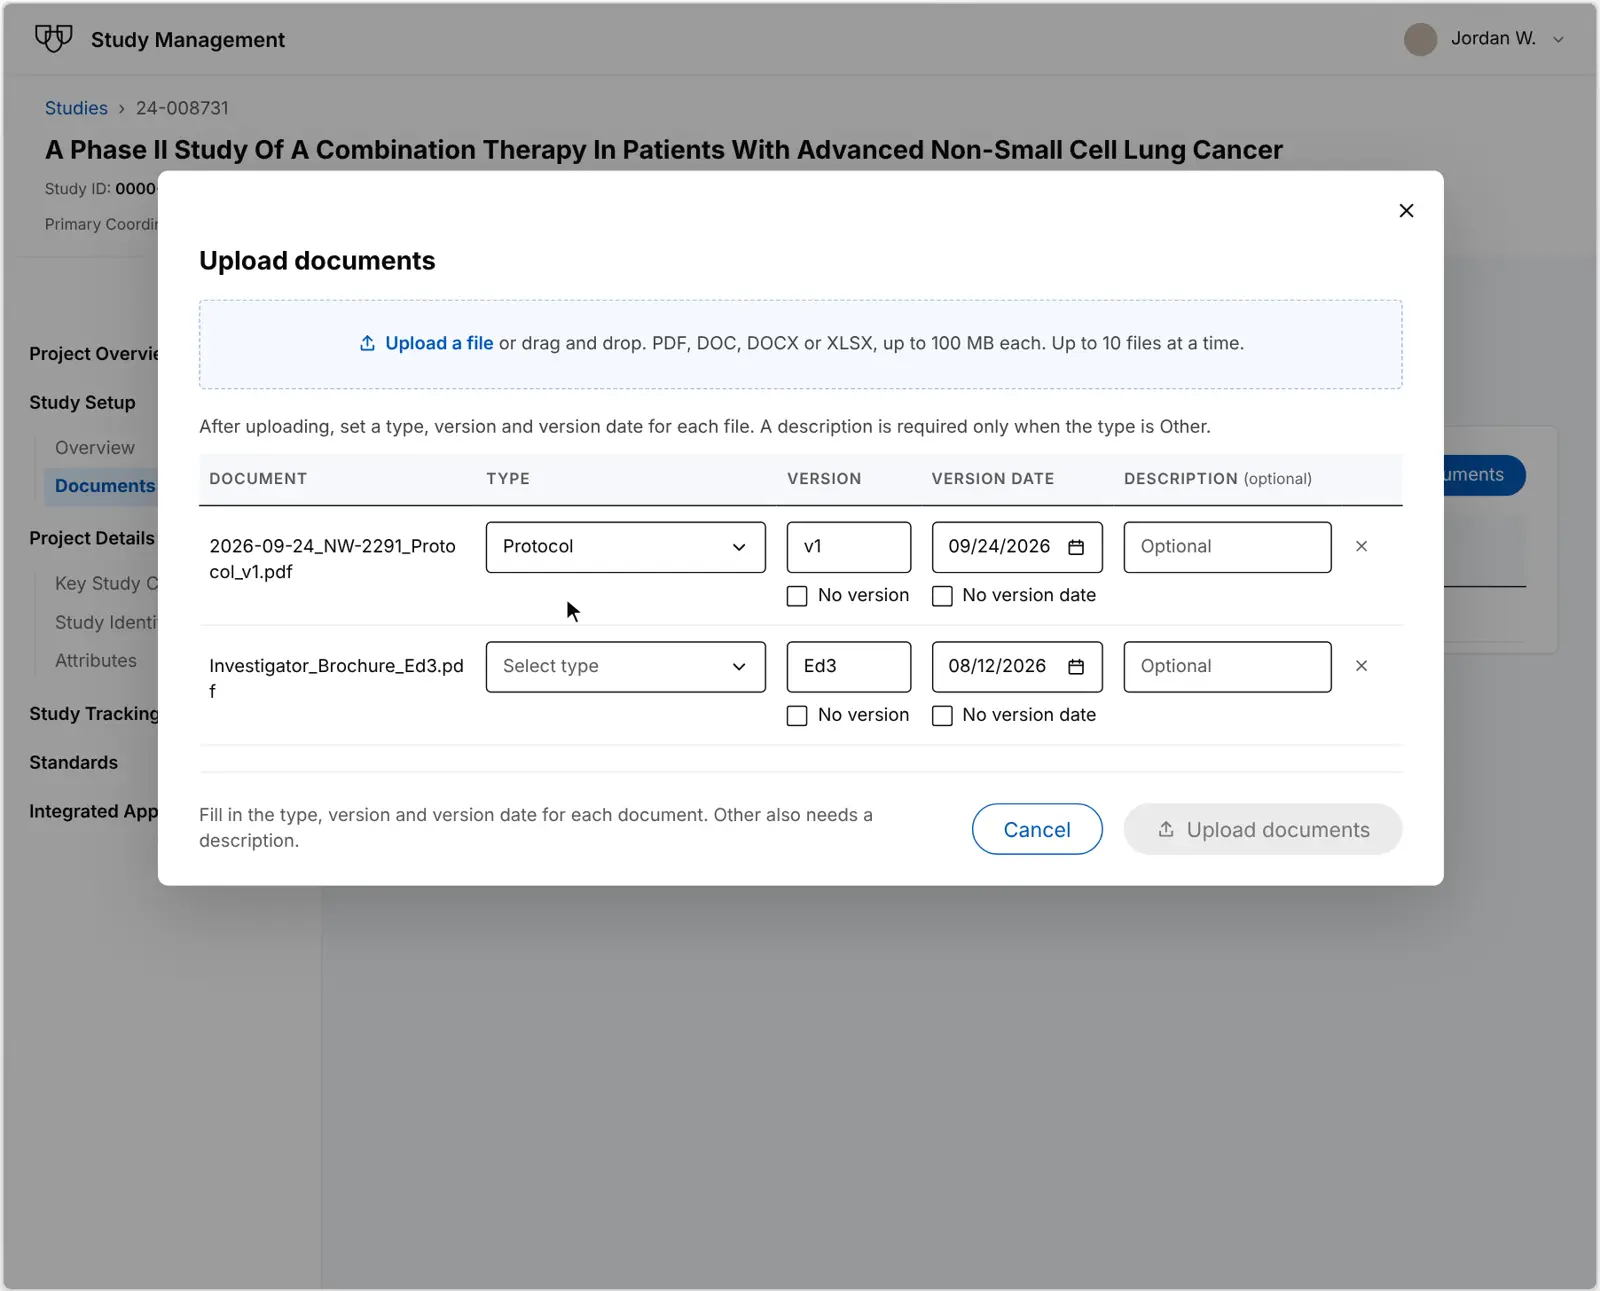 Study Management
Jordan W.
Studies › 24-008731
A Phase II Study Of A Combination Therapy In Patients With Advanced Non-Small Cell Lung Cancer
Study ID: 0000-
Primary Coordin
Project Overvie
Study Setup
Overview
Documents
Project Details
Key Study C
Study Identi
Attributes
Study Tracking
Standards
Integrated App
uments
Upload documents
Upload a file or drag and drop. PDF, DOC, DOCX or XLSX, up to 100 MB each. Up to 10 files at a time.
After uploading, set a type, version and version date for each file. A description is required only when the type is Other.
DOCUMENT TYPE VERSION VERSION DATE DESCRIPTION (optional)
2026-09-24_NW-2291_Proto
col_v1.pdf
Protocol
v1
09/24/2026
Optional
No version
No version date
Investigator_Brochure_Ed3.pd
f
Select type
Ed3
08/12/2026
Optional
No version
No version date
Fill in the type, version and version date for each document. Other also needs a
description.
Cancel
Upload documents